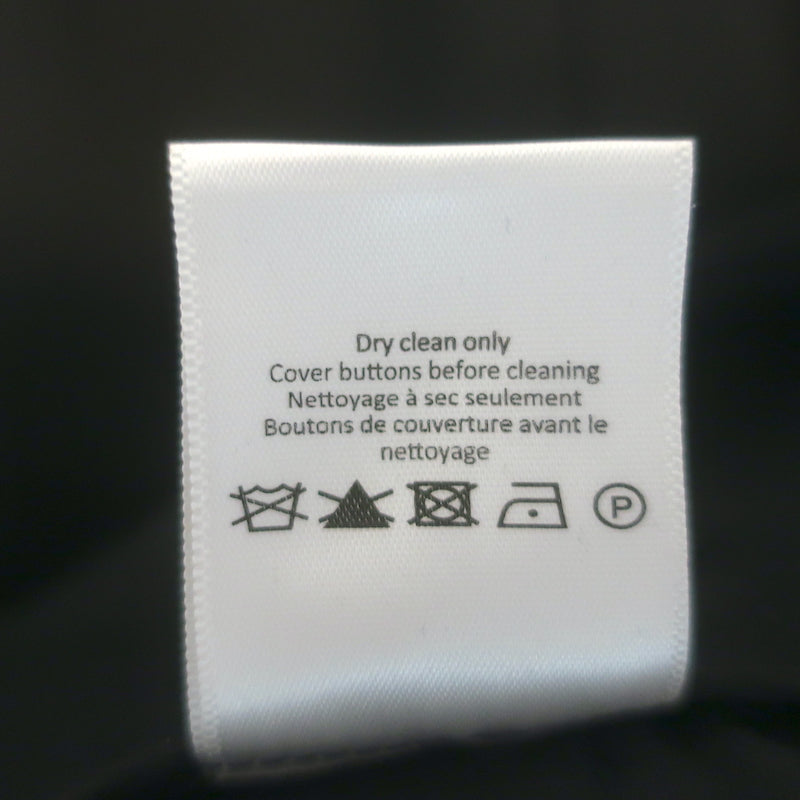 Dry clean only
Cover buttons before cleaning
Nettoyage à sec seulement
Boutons de couverture avant le
nettoyage
P